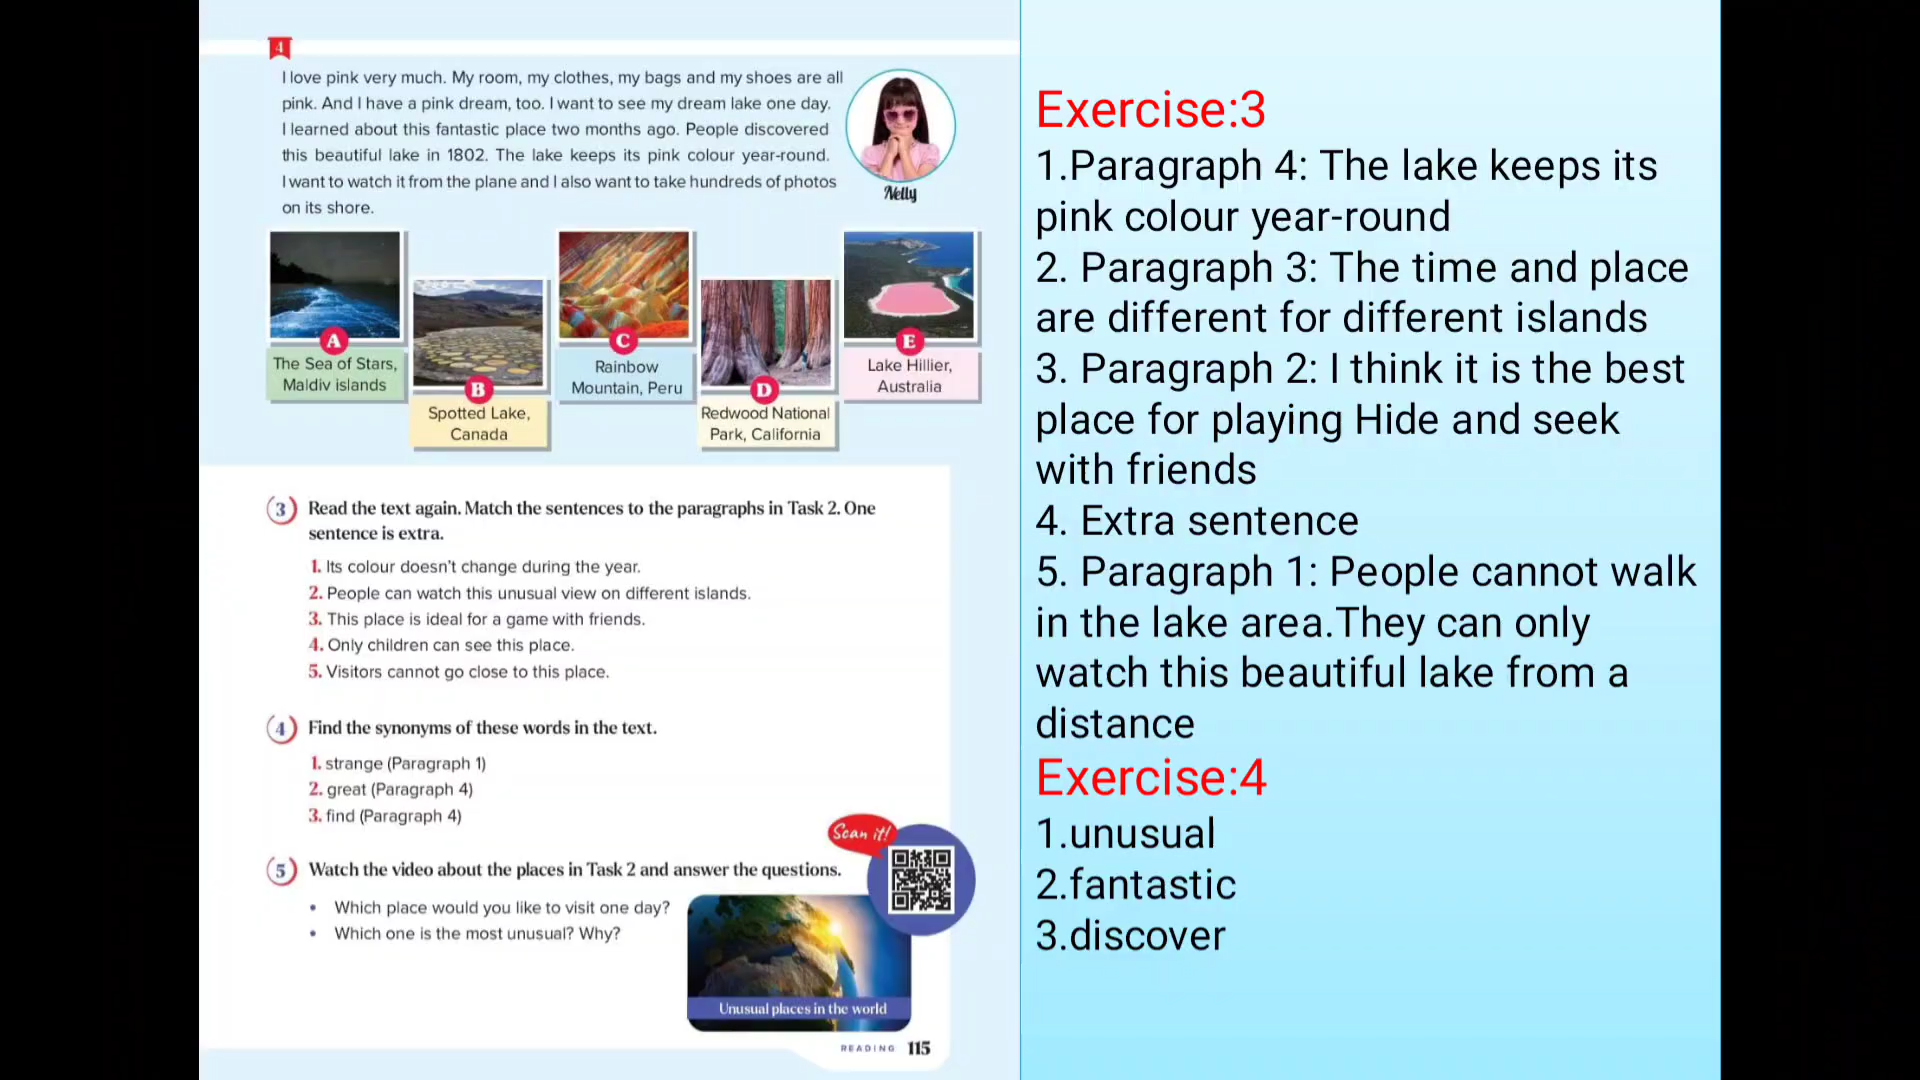 4
I love pink very much. My room, my clothes, my bags and my shoes are all
pink. And I have a pink dream, too. I want to see my dream lake one day.
I learned about this fantastic place two months ago. People discovered
this beautiful lake in 1802. The lake keeps its pink colour year-round.
I want to watch it from the plane and I also want to take hundreds of photos
on its shore.
Nelly
A
The Sea of Stars,
Maldiv islands
B
Spotted Lake,
Canada
C
Rainbow
Mountain, Peru
D
Redwood National
Park, California
E
Lake Hillier,
Australia
3 Read the text again. Match the sentences to the paragraphs in Task 2. One
sentence is extra.
1. Its colour doesn't change during the year.
2. People can watch this unusual view on different islands.
3. This place is ideal for a game with friends.
4. Only children can see this place.
5. Visitors cannot go close to this place.
4 Find the synonyms of these words in the text.
1. strange (Paragraph 1)
2. great (Paragraph 4)
3. find (Paragraph 4)
Scan it!
5 Watch the video about the places in Task 2 and answer the questions.
• Which place would you like to visit one day?
• Which one is the most unusual? Why?
Unusual places in the world
READING 115
Exercise:3
1.Paragraph 4: The lake keeps its
pink colour year-round
2. Paragraph 3: The time and place
are different for different islands
3. Paragraph 2: I think it is the best
place for playing Hide and seek
with friends
4. Extra sentence
5. Paragraph 1: People cannot walk
in the lake area.They can only
watch this beautiful lake from a
distance
Exercise:4
1.unusual
2.fantastic
3.discover